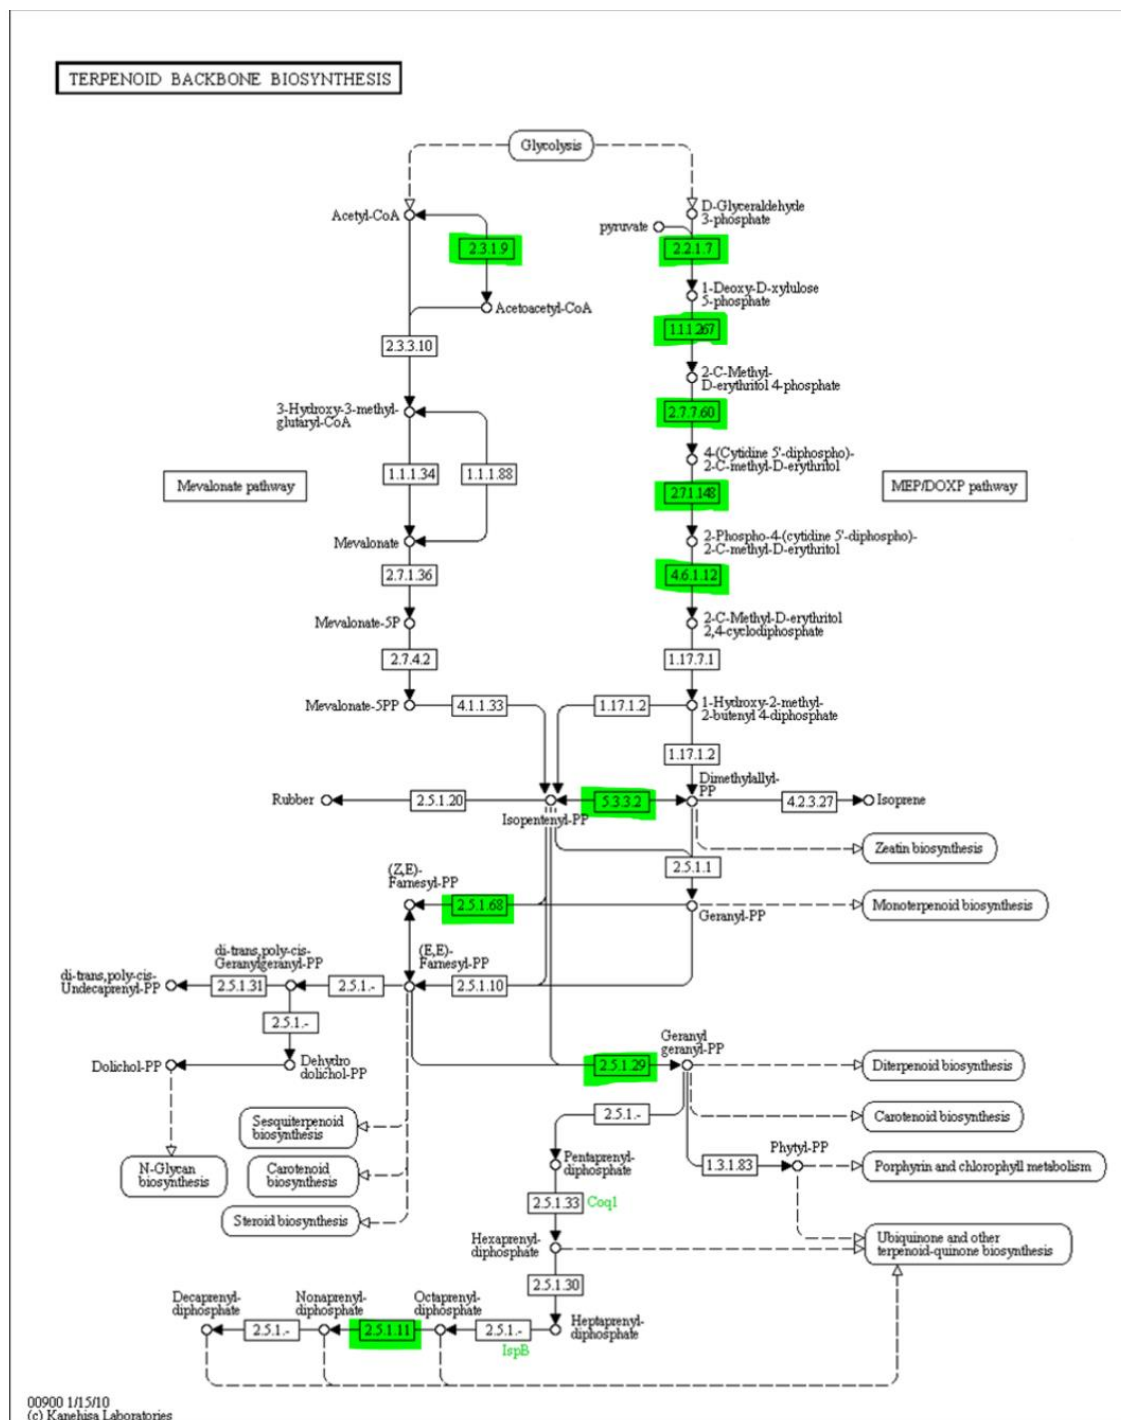 TERPENOID BACKBONE BIOSYNTHESIS
Glycolysis
Acetyl-CoA
D-Glyceraldehyde
3-phosphate
pyruvate
2.3.1.9
2.2.1.7
1-Deoxy-D-xylulose
5-phosphate
Acetoacetyl-CoA
1.1.1.267
2.3.3.10
2-C-Methyl-
D-erythritol 4-phosphate
3-Hydroxy-3-methyl-
glutaryl-CoA
2.7.7.60
4-(Cytidine 5'-diphospho)-
2-C-methyl-D-erythritol
1.1.1.34
1.1.1.88
Mevalonate pathway
2.7.1.148
MEP/DOXP pathway
Mevalonate
2-Phospho-4-(cytidine 5'-diphospho)-
2-C-methyl-D-erythritol
2.7.1.36
4.6.1.12
Mevalonate-5P
2-C-Methyl-D-erythritol
2,4-cyclodiphosphate
2.7.4.2
1.17.7.1
Mevalonate-5PP
4.1.1.33
1.17.1.2
1-Hydroxy-2-methyl-
2-butenyl 4-diphosphate
1.17.1.2
Dimethylallyl-
PP
Rubber
2.5.1.20
5.3.3.2
4.2.3.27
Isoprene
Isopentenyl-PP
Zeatin biosynthesis
2.5.1.1
(Z,E)-
Farnesyl-PP
2.5.1.68
Geranyl-PP
Monoterpenoid biosynthesis
di-trans,poly-cis-
Geranylgeranyl-PP
(E,E)-
Farnesyl-PP
di-trans,poly-cis-
Undecaprenyl-PP
2.5.1.31
2.5.1.-
2.5.1.10
2.5.1.-
Dolichol-PP
Dehydro
dolichol-PP
Geranyl
geranyl-PP
2.5.1.29
Diterpenoid biosynthesis
2.5.1.-
Carotenoid biosynthesis
Sesquiterpenoid
biosynthesis
N-Glycan
biosynthesis
Carotenoid
biosynthesis
Pentaprenyl-
diphosphate
1.3.1.83
Phytyl-PP
Porphyrin and chlorophyll metabolism
2.5.1.33
Coq1
Steroid biosynthesis
Hexaprenyl-
diphosphate
Ubiquinone and other
terpenoid-quinone biosynthesis
2.5.1.30
Decaprenyl-
diphosphate
Nonaprenyl-
diphosphate
Octaprenyl-
diphosphate
Heptaprenyl-
diphosphate
2.5.1.-
2.5.1.11
2.5.1.-
IspB
00900 1/15/10
(c) Kanehisa Laboratories